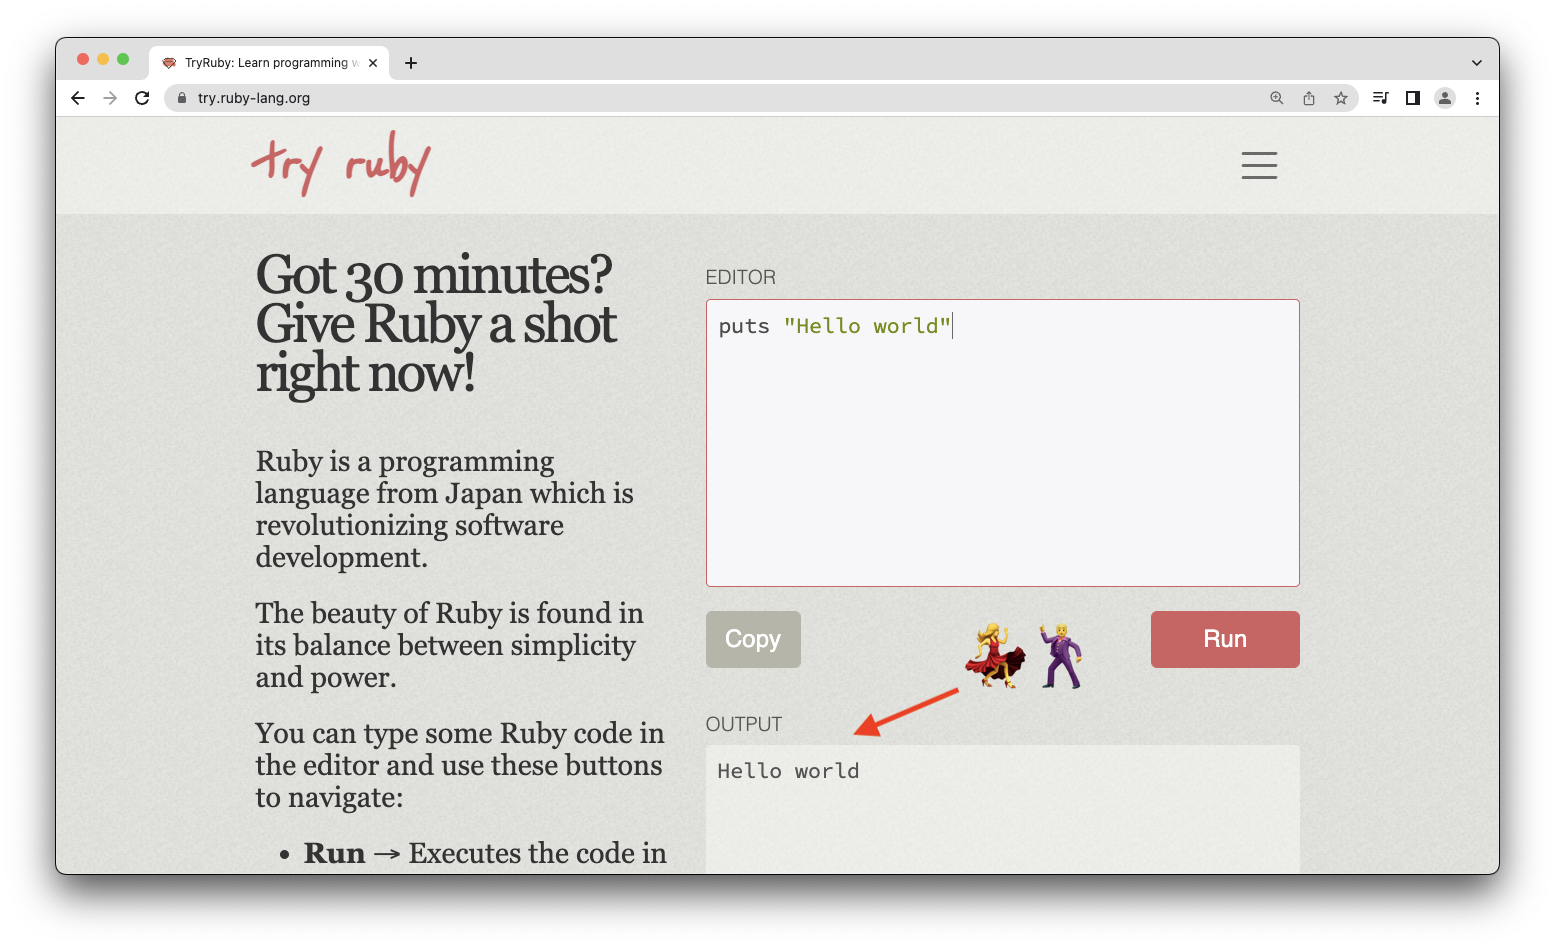 TryRuby: Learn programming w
try.ruby-lang.org
try ruby
Got 30 minutes?
Give Ruby a shot
right now!
Ruby is a programming
language from Japan which is
revolutionizing software
development.
The beauty of Ruby is found in
its balance between simplicity
and power.
You can type some Ruby code in
the editor and use these buttons
to navigate:
• Run → Executes the code in
EDITOR
puts "Hello world"
Copy
Run
OUTPUT
Hello world